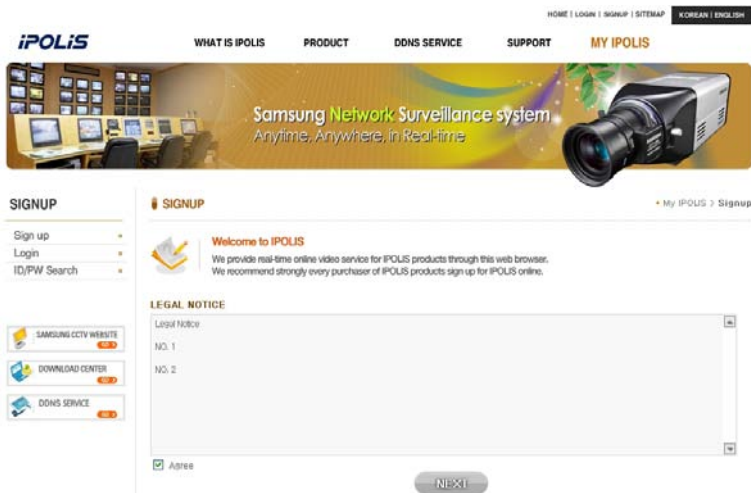 HOME | LOGIN | SIGNUP | SITEMAP KOREAN | ENGLISH
iPOLiS WHAT IS IPOLIS PRODUCT DDNS SERVICE SUPPORT MY IPOLIS
Samsung Network Surveillance system
Anytime, Anywhere, in Real-time
SIGNUP
Sign up
Login
ID/PW Search
SAMSUNG CCTV WEBSITE
GO
DOWNLOAD CENTER
GO
DDNS SERVICE
GO
SIGNUP My IPOLIS > Signup
Welcome to IPOLIS
We provide real-time online video service for IPOLIS products through this web browser.
We recommend strongly every purchaser of IPOLIS products sign up for IPOLIS online.
LEGAL NOTICE
Legal Notice
NO. 1
NO. 2
Agree
NEXT